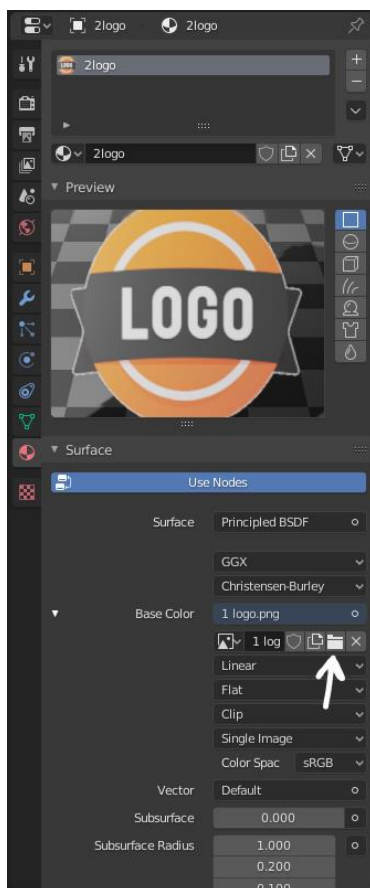 2logo 2logo
2logo
2logo
Preview
LOGO
Surface
Use Nodes
Surface Principled BSDF
GGX
Christensen-Burley
Base Color 1 logo.png
1 log
Linear
Flat
Clip
Single Image
Color Spac sRGB
Vector Default
Subsurface 0.000
Subsurface Radius 1.000
0.200
0.100